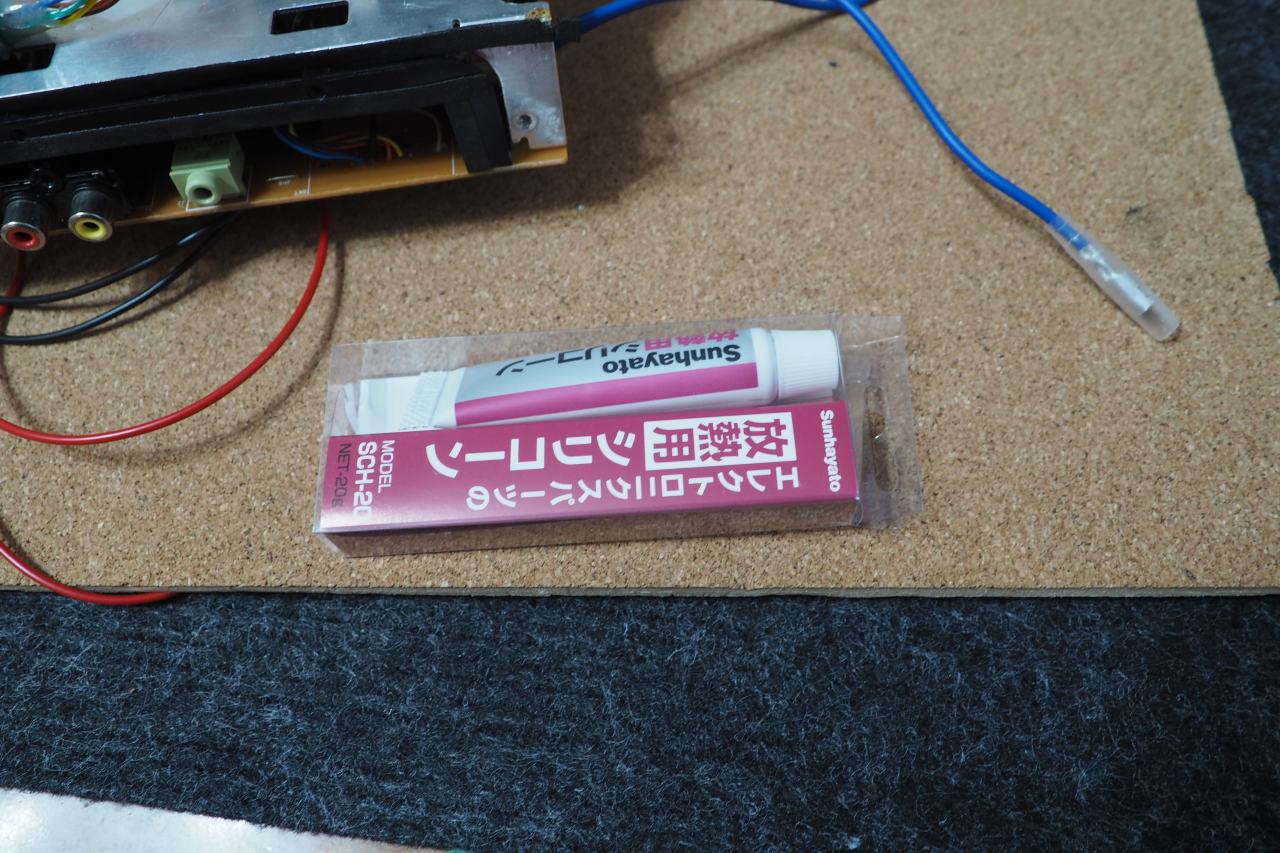 Sunhayato
放熱用シリコーン
Sunhayato
エレクトロニクスパーツの
放熱用
シリコーン
MODEL
SCH-20
NET-20g